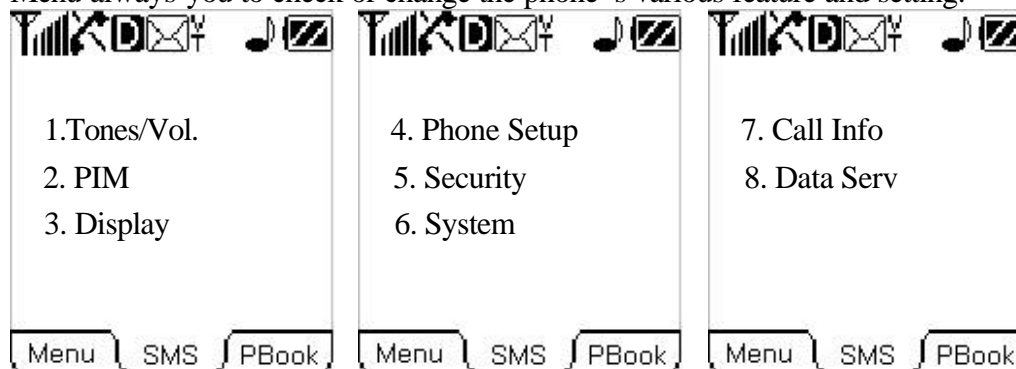 Menu always you to check or change the phone's various feature and setting.
1.Tones/Vol.
2. PIM
3. Display
Menu SMS PBook
4. Phone Setup
5. Security
6. System
Menu SMS PBook
7. Call Info
8. Data Serv
Menu SMS PBook